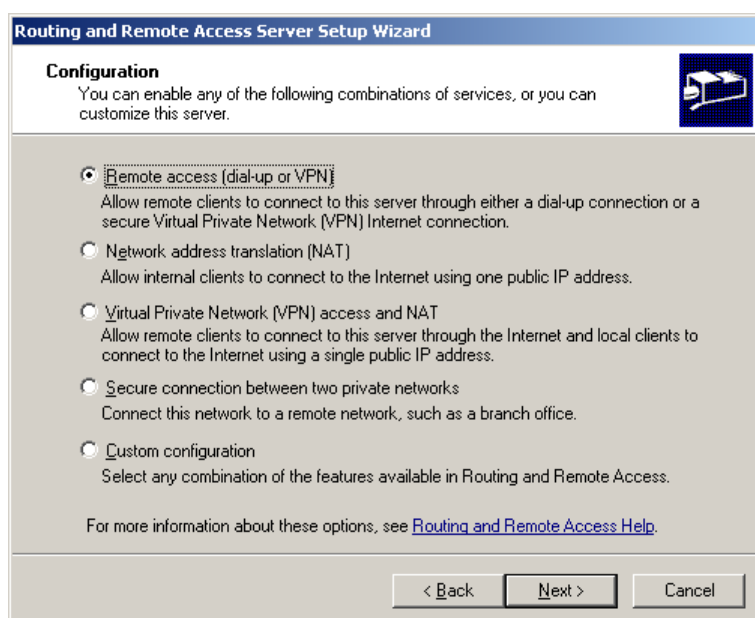 Routing and Remote Access Server Setup Wizard
Configuration
You can enable any of the following combinations of services, or you can
customize this server.
Remote access (dial-up or VPN)
Allow remote clients to connect to this server through either a dial-up connection or a
secure Virtual Private Network (VPN) Internet connection.
Network address translation (NAT)
Allow internal clients to connect to the Internet using one public IP address.
Virtual Private Network (VPN) access and NAT
Allow remote clients to connect to this server through the Internet and local clients to
connect to the Internet using a single public IP address.
Secure connection between two private networks
Connect this network to a remote network, such as a branch office.
Custom configuration
Select any combination of the features available in Routing and Remote Access.
For more information about these options, see Routing and Remote Access Help.
< Back Next > Cancel